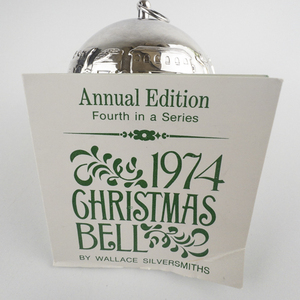 Annual Edition
Fourth in a Series
1974
CHRISTMAS
BELL
BY WALLACE SILVERSMITHS